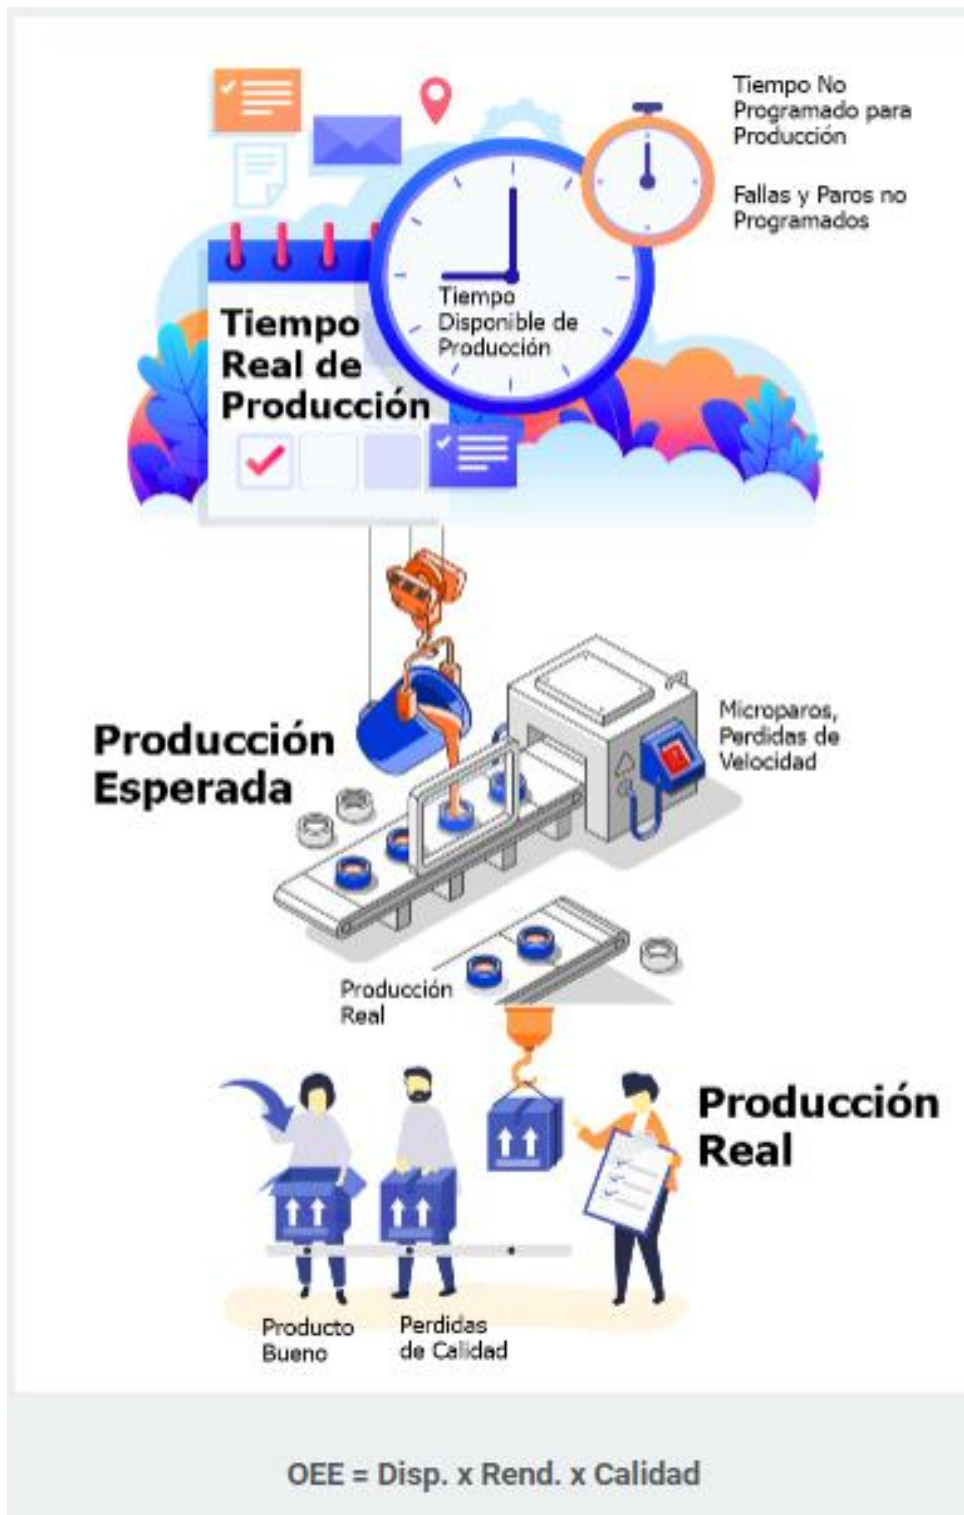 Tiempo No
Programado para
Producción
Fallas y Paros no
Programados
Tiempo
Disponible de
Producción
Tiempo
Real de
Producción
Producción
Esperada
Microparos,
Perdidas de
Velocidad
Producción
Real
Producción
Real
Producto
Bueno
Perdidas
de Calidad
OEE = Disp. x Rend. x Calidad